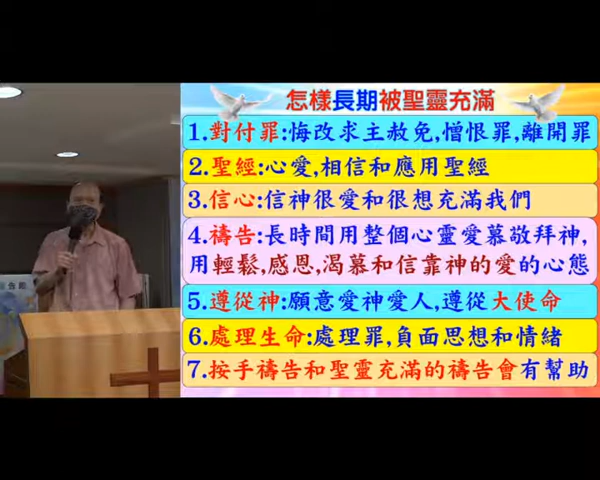 怎樣長期被聖靈充滿
1.對付罪:悔改求主赦免,憎恨罪,離開罪
2.聖經:心愛,相信和應用聖經
3.信心:信神很愛和很想充滿我們
4.禱告:長時間用整個心靈愛慕敬拜神,
用輕鬆,感恩,渴慕和信靠神的愛的心態
5.遵從神:願意愛神愛人,遵從大使命
6.處理生命:處理罪,負面思想和情緒
7.按手禱告和聖靈充滿的禱告會有幫助